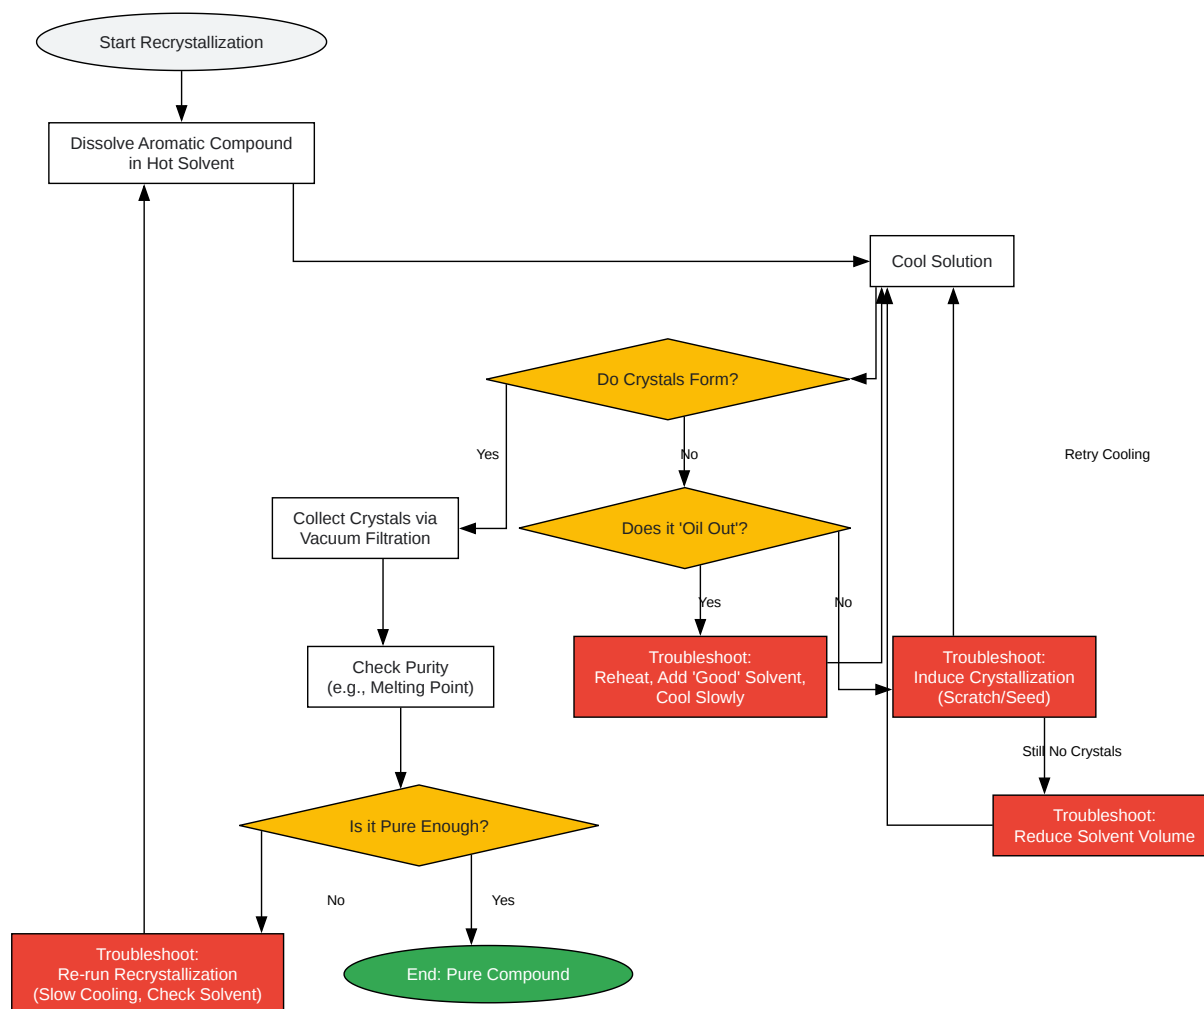 Start Recrystallization
Dissolve Aromatic Compound
in Hot Solvent
Cool Solution
Do Crystals Form?
Yes
No
Retry Cooling
Collect Crystals via
Vacuum Filtration
Does it 'Oil Out'?
Yes
No
Check Purity
(e.g., Melting Point)
Troubleshoot:
Reheat, Add 'Good' Solvent,
Cool Slowly
Troubleshoot:
Induce Crystallization
(Scratch/Seed)
Still No Crystals
Is it Pure Enough?
Troubleshoot:
Reduce Solvent Volume
No
Yes
Troubleshoot:
Re-run Recrystallization
(Slow Cooling, Check Solvent)
End: Pure Compound